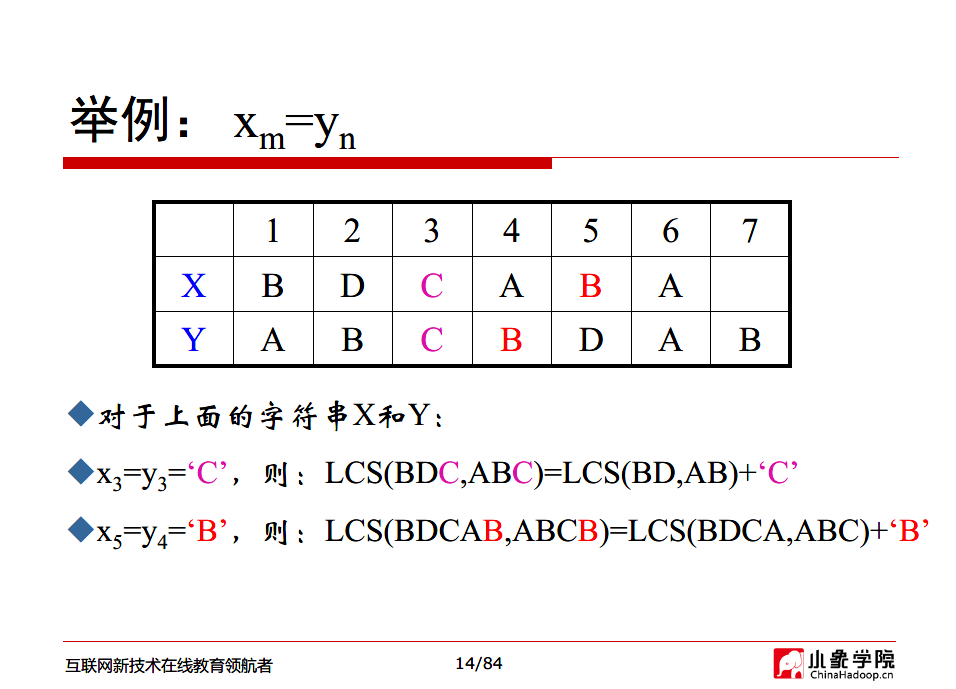 举例： xm=yn
1 2 3 4 5 6 7
X B D C A B A
Y A B C B D A B
对于上面的字符串X和Y：
x3=y3=‘C’，则：LCS(BDC,ABC)=LCS(BD,AB)+‘C’
x5=y4=‘B’，则：LCS(BDCAB,ABCB)=LCS(BDCA,ABC)+‘B’
互联网新技术在线教育领航者
14/84
小象学院
ChinaHadoop.cn